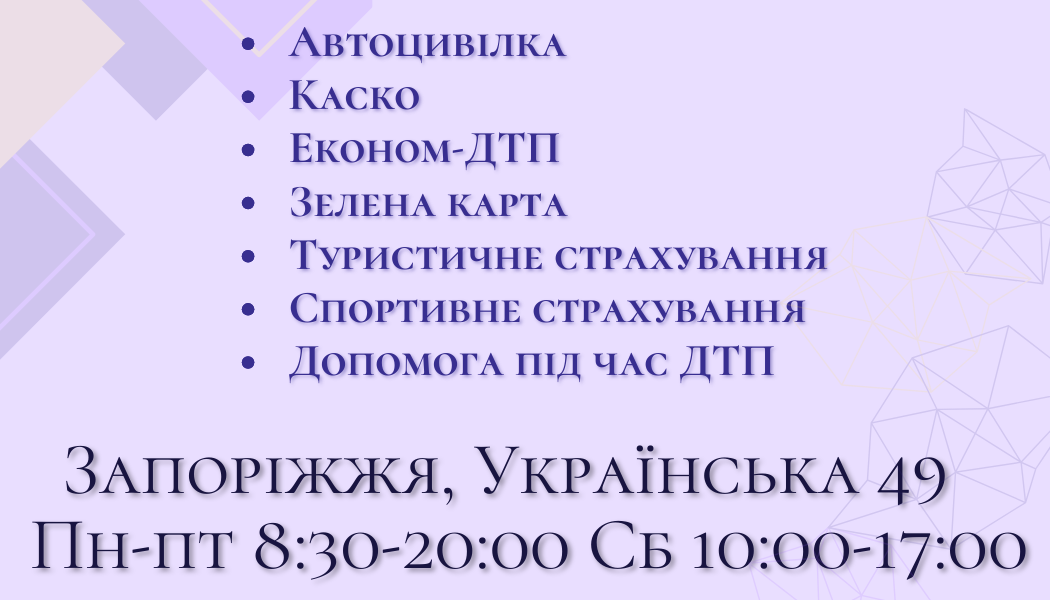 • Автоцивілка
• Каско
• Економ-ДТП
• Зелена карта
• Туристичне страхування
• Спортивне страхування
• Допомога під час ДТП
Запоріжжя, Українська 49
Пн-пт 8:30-20:00 Сб 10:00-17:00